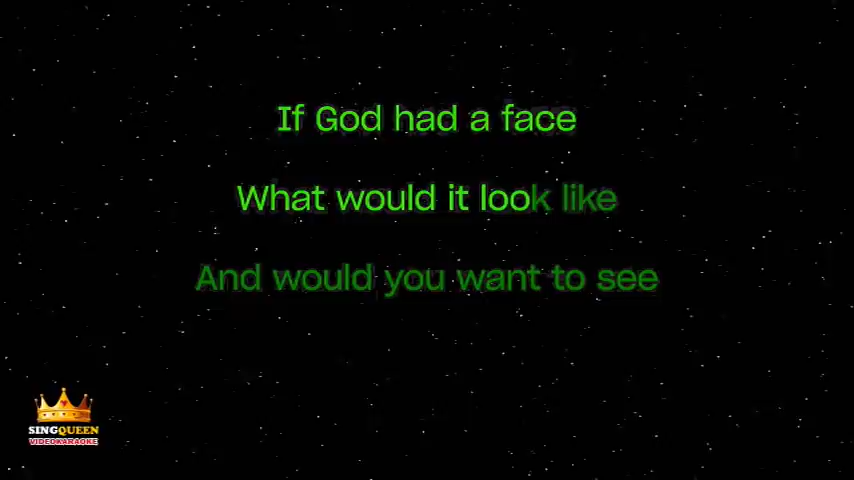 If God had a face
What would it look like
And would you want to see
SINGQUEEN
VIDEOKARAOKE